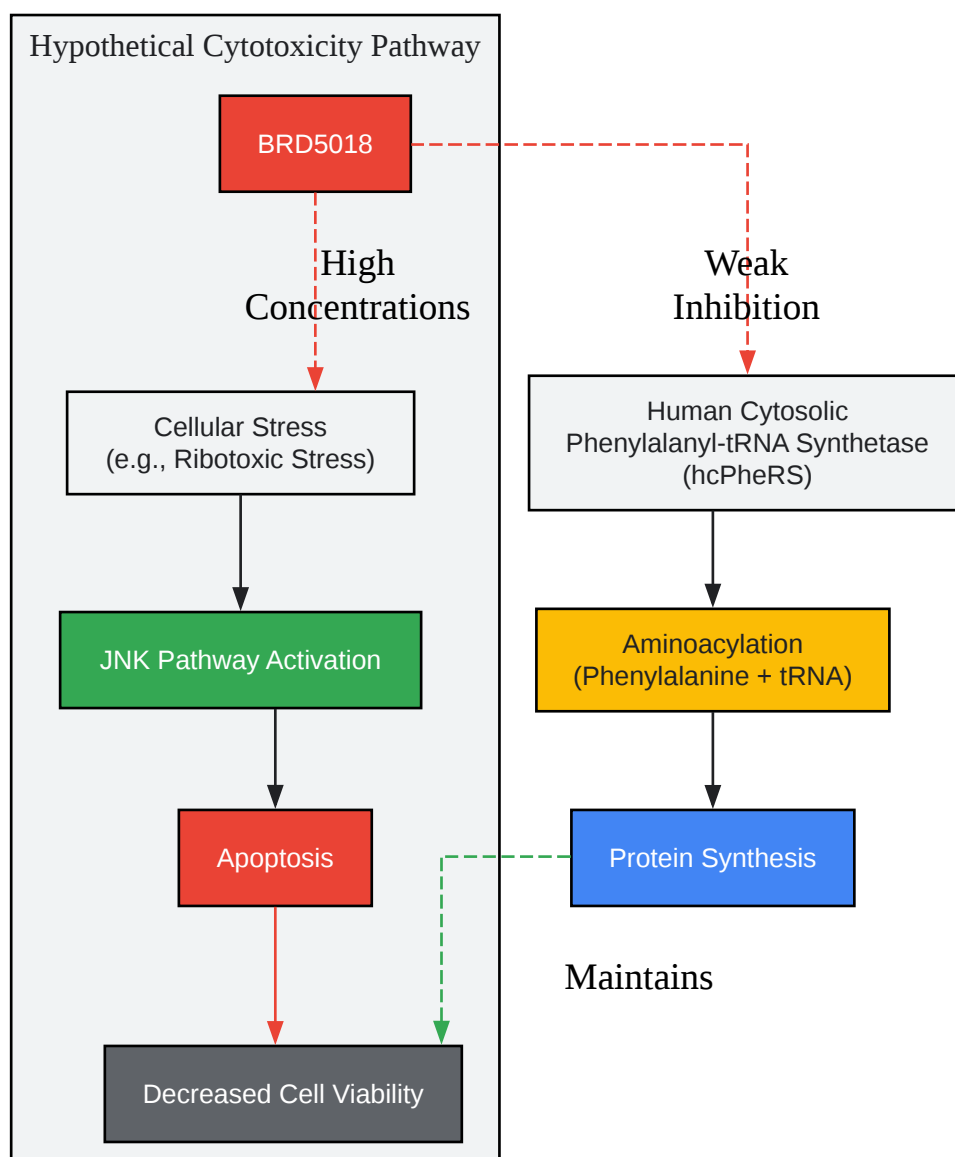 Hypothetical Cytotoxicity Pathway
BRD5018
High
Concentrations
Weak
Inhibition
Cellular Stress
(e.g., Ribotoxic Stress)
Human Cytosolic
Phenylalanyl-tRNA Synthetase
(hcPheRS)
JNK Pathway Activation
Aminoacylation
(Phenylalanine + tRNA)
Apoptosis
Protein Synthesis
Maintains
Decreased Cell Viability